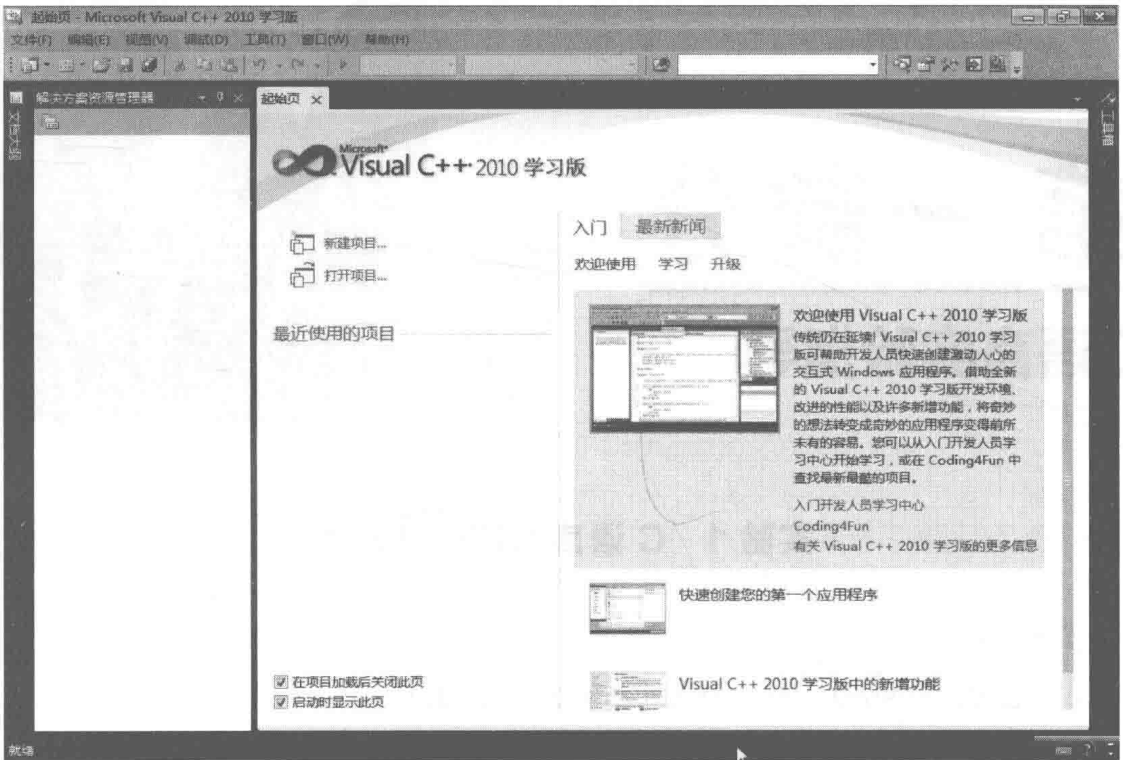 起始页 - Microsoft Visual C++ 2010 学习版
文件(F) 编辑(E) 视图(V) 调试(D) 工具(T) 窗口(W) 帮助(H)
解决方案资源管理器
起始页
文档大纲
工具箱
Microsoft
Visual C++ 2010 学习版
新建项目...
打开项目...
最近使用的项目
在项目加载后关闭此页
启动时显示此页
入门 最新新闻
欢迎使用 学习 升级
欢迎使用 Visual C++ 2010 学习版
传统仍在延续! Visual C++ 2010 学习
版可帮助开发人员快速创建激动人心的
交互式 Windows 应用程序。借助全新
的 Visual C++ 2010 学习版开发环境、
改进的性能以及许多新增功能，将奇妙
的想法转变成奇妙的应用程序变得前所
未有的容易。您可以从入门开发人员学
习中心开始学习，或在 Coding4Fun 中
查找最新最酷的项目。
入门开发人员学习中心
Coding4Fun
有关 Visual C++ 2010 学习版的更多信息
快速创建您的第一个应用程序
Visual C++ 2010 学习版中的新增功能
就绪